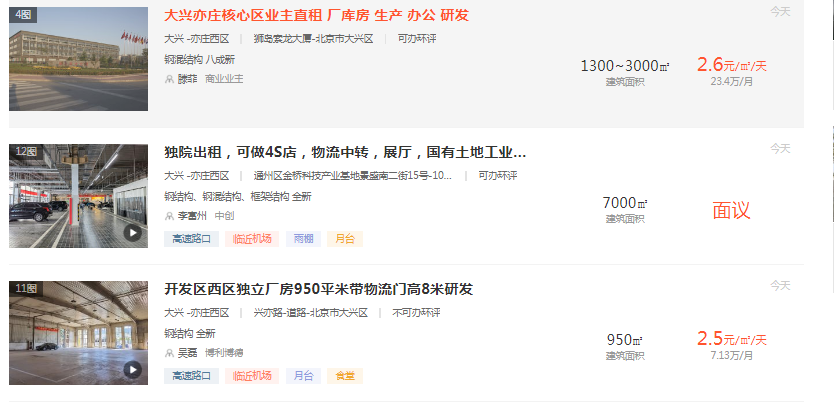 4图
大兴亦庄核心区业主直租 厂库房 生产 办公 研发
今天
大兴 -亦庄西区 | 狮岛索龙大厦-北京市大兴区 | 可办环评
钢混结构 八成新
滕菲 商业业主
1300~3000㎡
建筑面积
2.6元/㎡/天
23.4万/月
12图
独院出租，可做4S店，物流中转，展厅，国有土地工业...
今天
大兴 -亦庄西区 | 通州区金桥科技产业基地景盛南二街15号-10... | 可办环评
钢结构、钢混结构、框架结构 全新
李富州 中创
高速路口 临近机场 雨棚 月台
7000㎡
建筑面积
面议
11图
开发区西区独立厂房950平米带物流门高8米研发
今天
大兴 -亦庄西区 | 兴亦路-道路-北京市大兴区 | 不可办环评
钢结构 全新
吴磊 博利博德
高速路口 临近机场 月台 食堂
950㎡
建筑面积
2.5元/㎡/天
7.13万/月